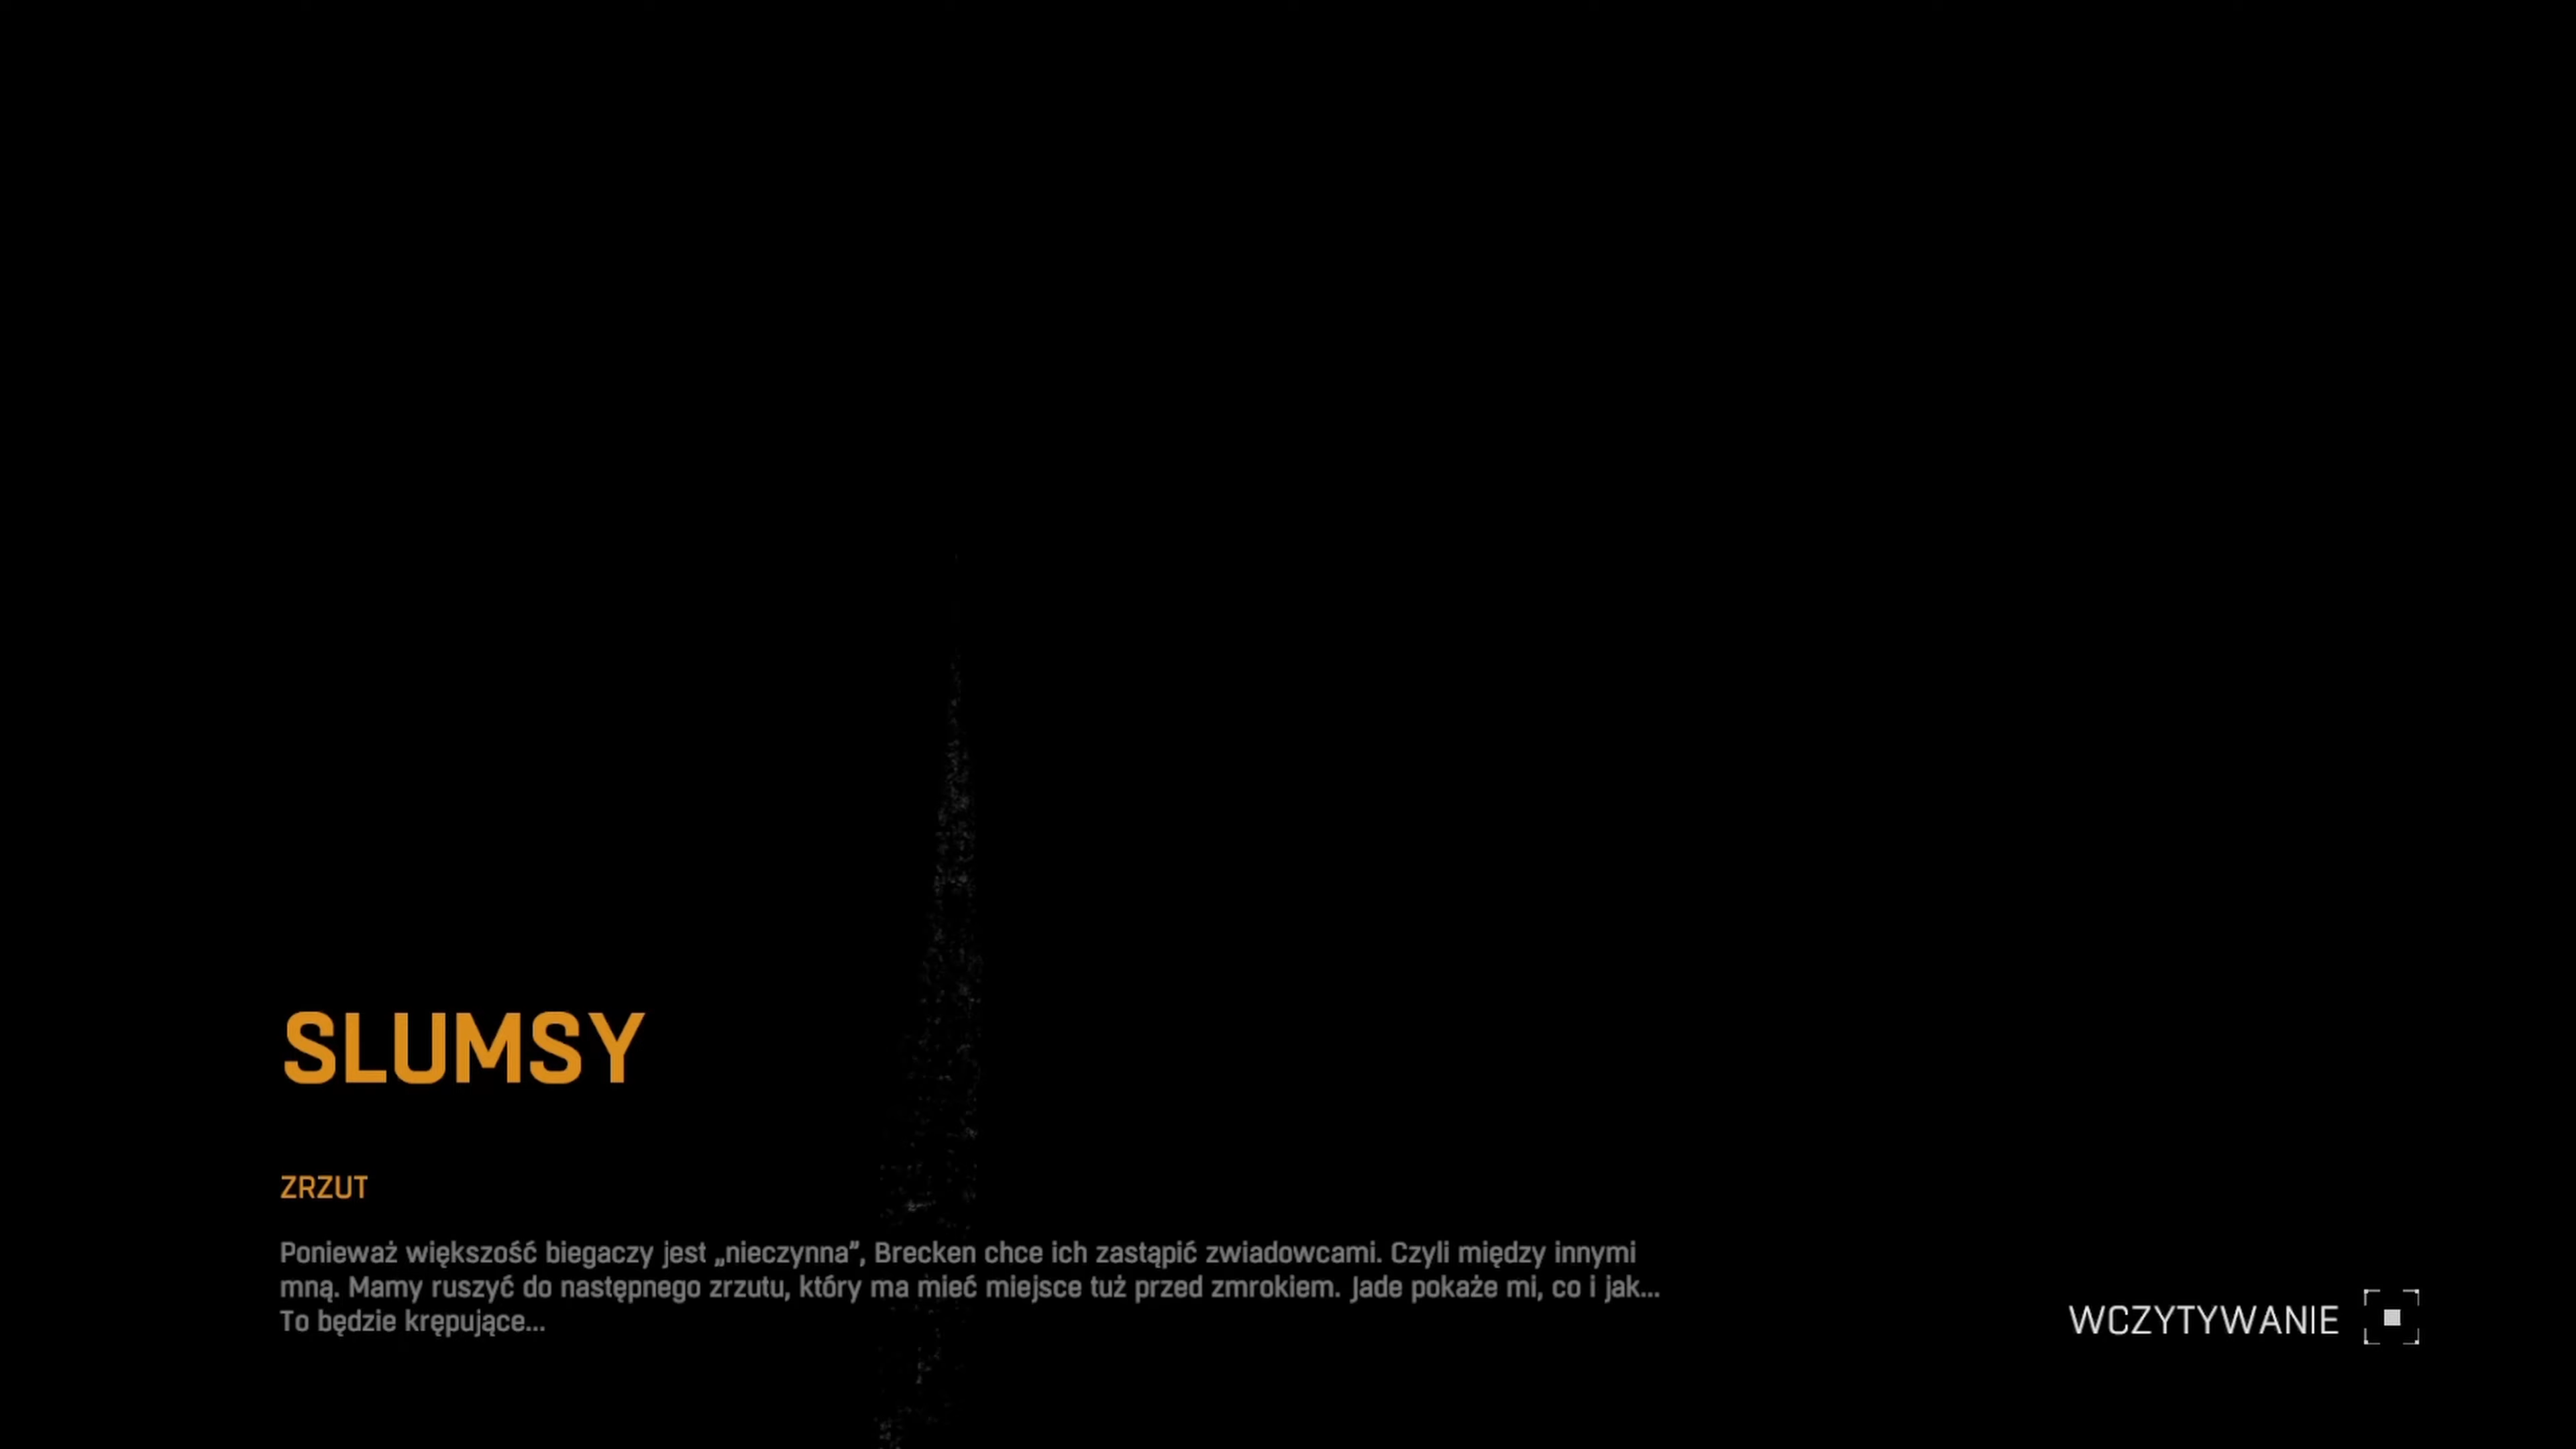 SLUMSY
ZRZUT
Ponieważ większość biegaczy jest „nieczynna”, Brecken chce ich zastąpić zwiadowcami. Czyli między innymi
mną. Mamy ruszyć do następnego zrzutu, który ma mieć miejsce tuż przed zmrokiem. Jade pokaże mi, co i jak...
To będzie krępujące...
WCZYTYWANIE